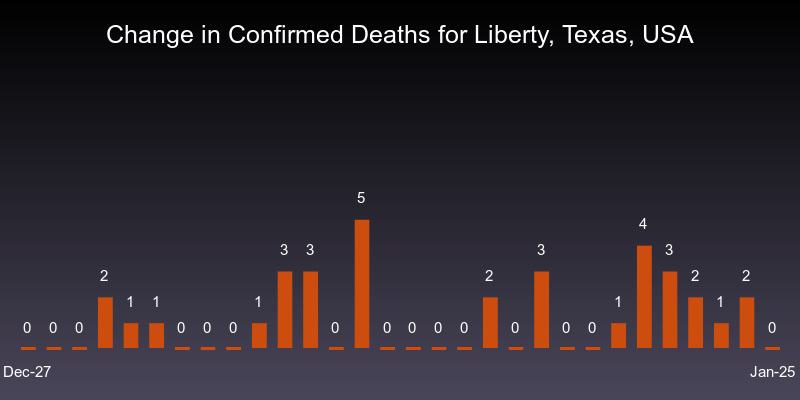 Change in Confirmed Deaths for Liberty, Texas, USA
0 0 0 2 1 1 0 0 0 1 3 3 0 5 0 0 0 0 2 0 3 0 0 1 4 3 2 1 2 0
Dec-27 Jan-25